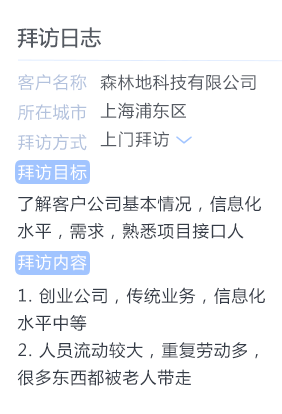 拜访日志
客户名称 森林地科技有限公司
所在城市 上海浦东区
拜访方式 上门拜访
拜访目标
了解客户公司基本情况，信息化
水平，需求，熟悉项目接口人
拜访内容
1. 创业公司，传统业务，信息化
水平中等
2. 人员流动较大，重复劳动多，
很多东西都被老人带走